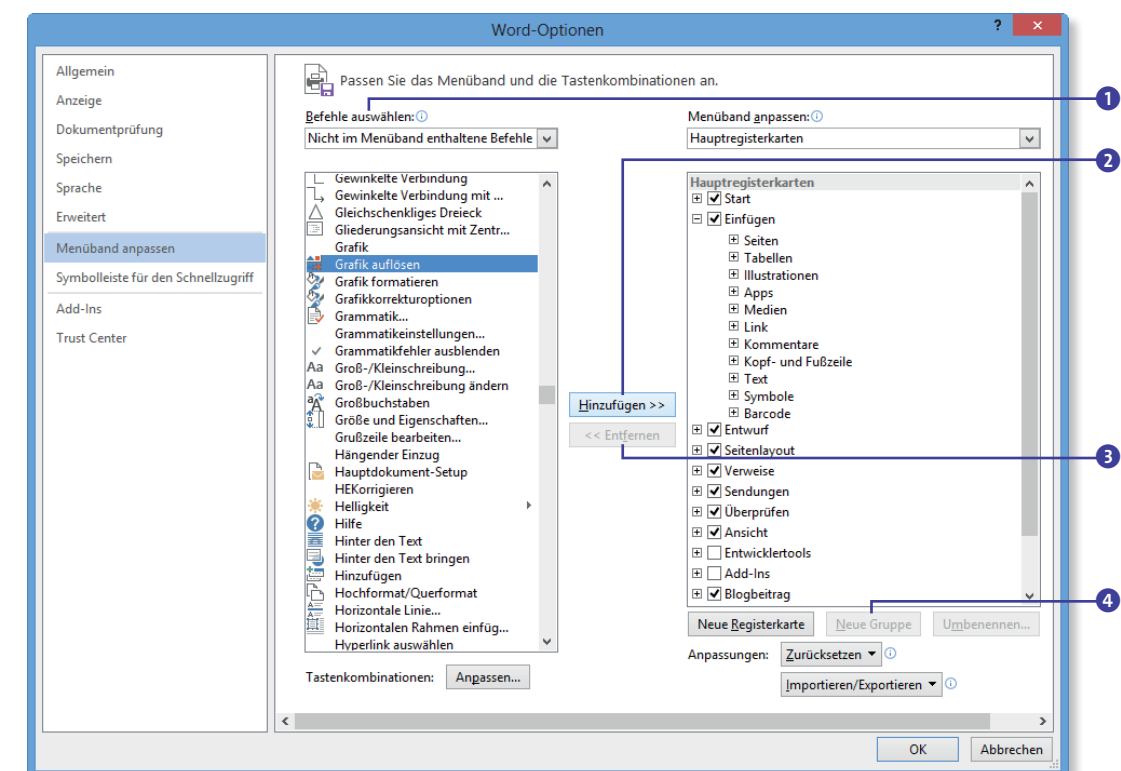 Word-Optionen
?
Allgemein
Anzeige
Dokumentprüfung
Speichern
Sprache
Erweitert
Menüband anpassen
Symbolleiste für den Schnellzugriff
Add-Ins
Trust Center
Passen Sie das Menüband und die Tastenkombinationen an.
Befehle auswählen:
Nicht im Menüband enthaltene Befehle
Gewinkelte Verbindung
Gewinkelte Verbindung mit ...
Gleichschenkliges Dreieck
Gliederungsansicht mit Zentr...
Grafik
Grafik auflösen
Grafik formatieren
Grafikkorrekturoptionen
Grammatik...
Grammatikeinstellungen...
Grammatikfehler ausblenden
Aa Groß-/Kleinschreibung...
Aa Groß-/Kleinschreibung ändern
Großbuchstaben
Größe und Eigenschaften...
Grußzeile bearbeiten...
Hängender Einzug
Hauptdokument-Setup
HEKorrigieren
Helligkeit
Hilfe
Hinter den Text
Hinter den Text bringen
Hinzufügen
Hochformat/Querformat
Horizontale Linie...
Horizontalen Rahmen einfüg...
Hyperlink auswählen
Tastenkombinationen: Anpassen...
Hinzufügen >>
<< Entfernen
Menüband anpassen:
Hauptregisterkarten
Hauptregisterkarten
Start
Einfügen
Seiten
Tabellen
Illustrationen
Apps
Medien
Link
Kommentare
Kopf- und Fußzeile
Text
Symbole
Barcode
Entwurf
Seitenlayout
Verweise
Sendungen
Überprüfen
Ansicht
Entwicklertools
Add-Ins
Blogbeitrag
Neue Registerkarte Neue Gruppe Umbenennen...
Anpassungen: Zurücksetzen
Importieren/Exportieren
OK Abbrechen
1
2
3
4